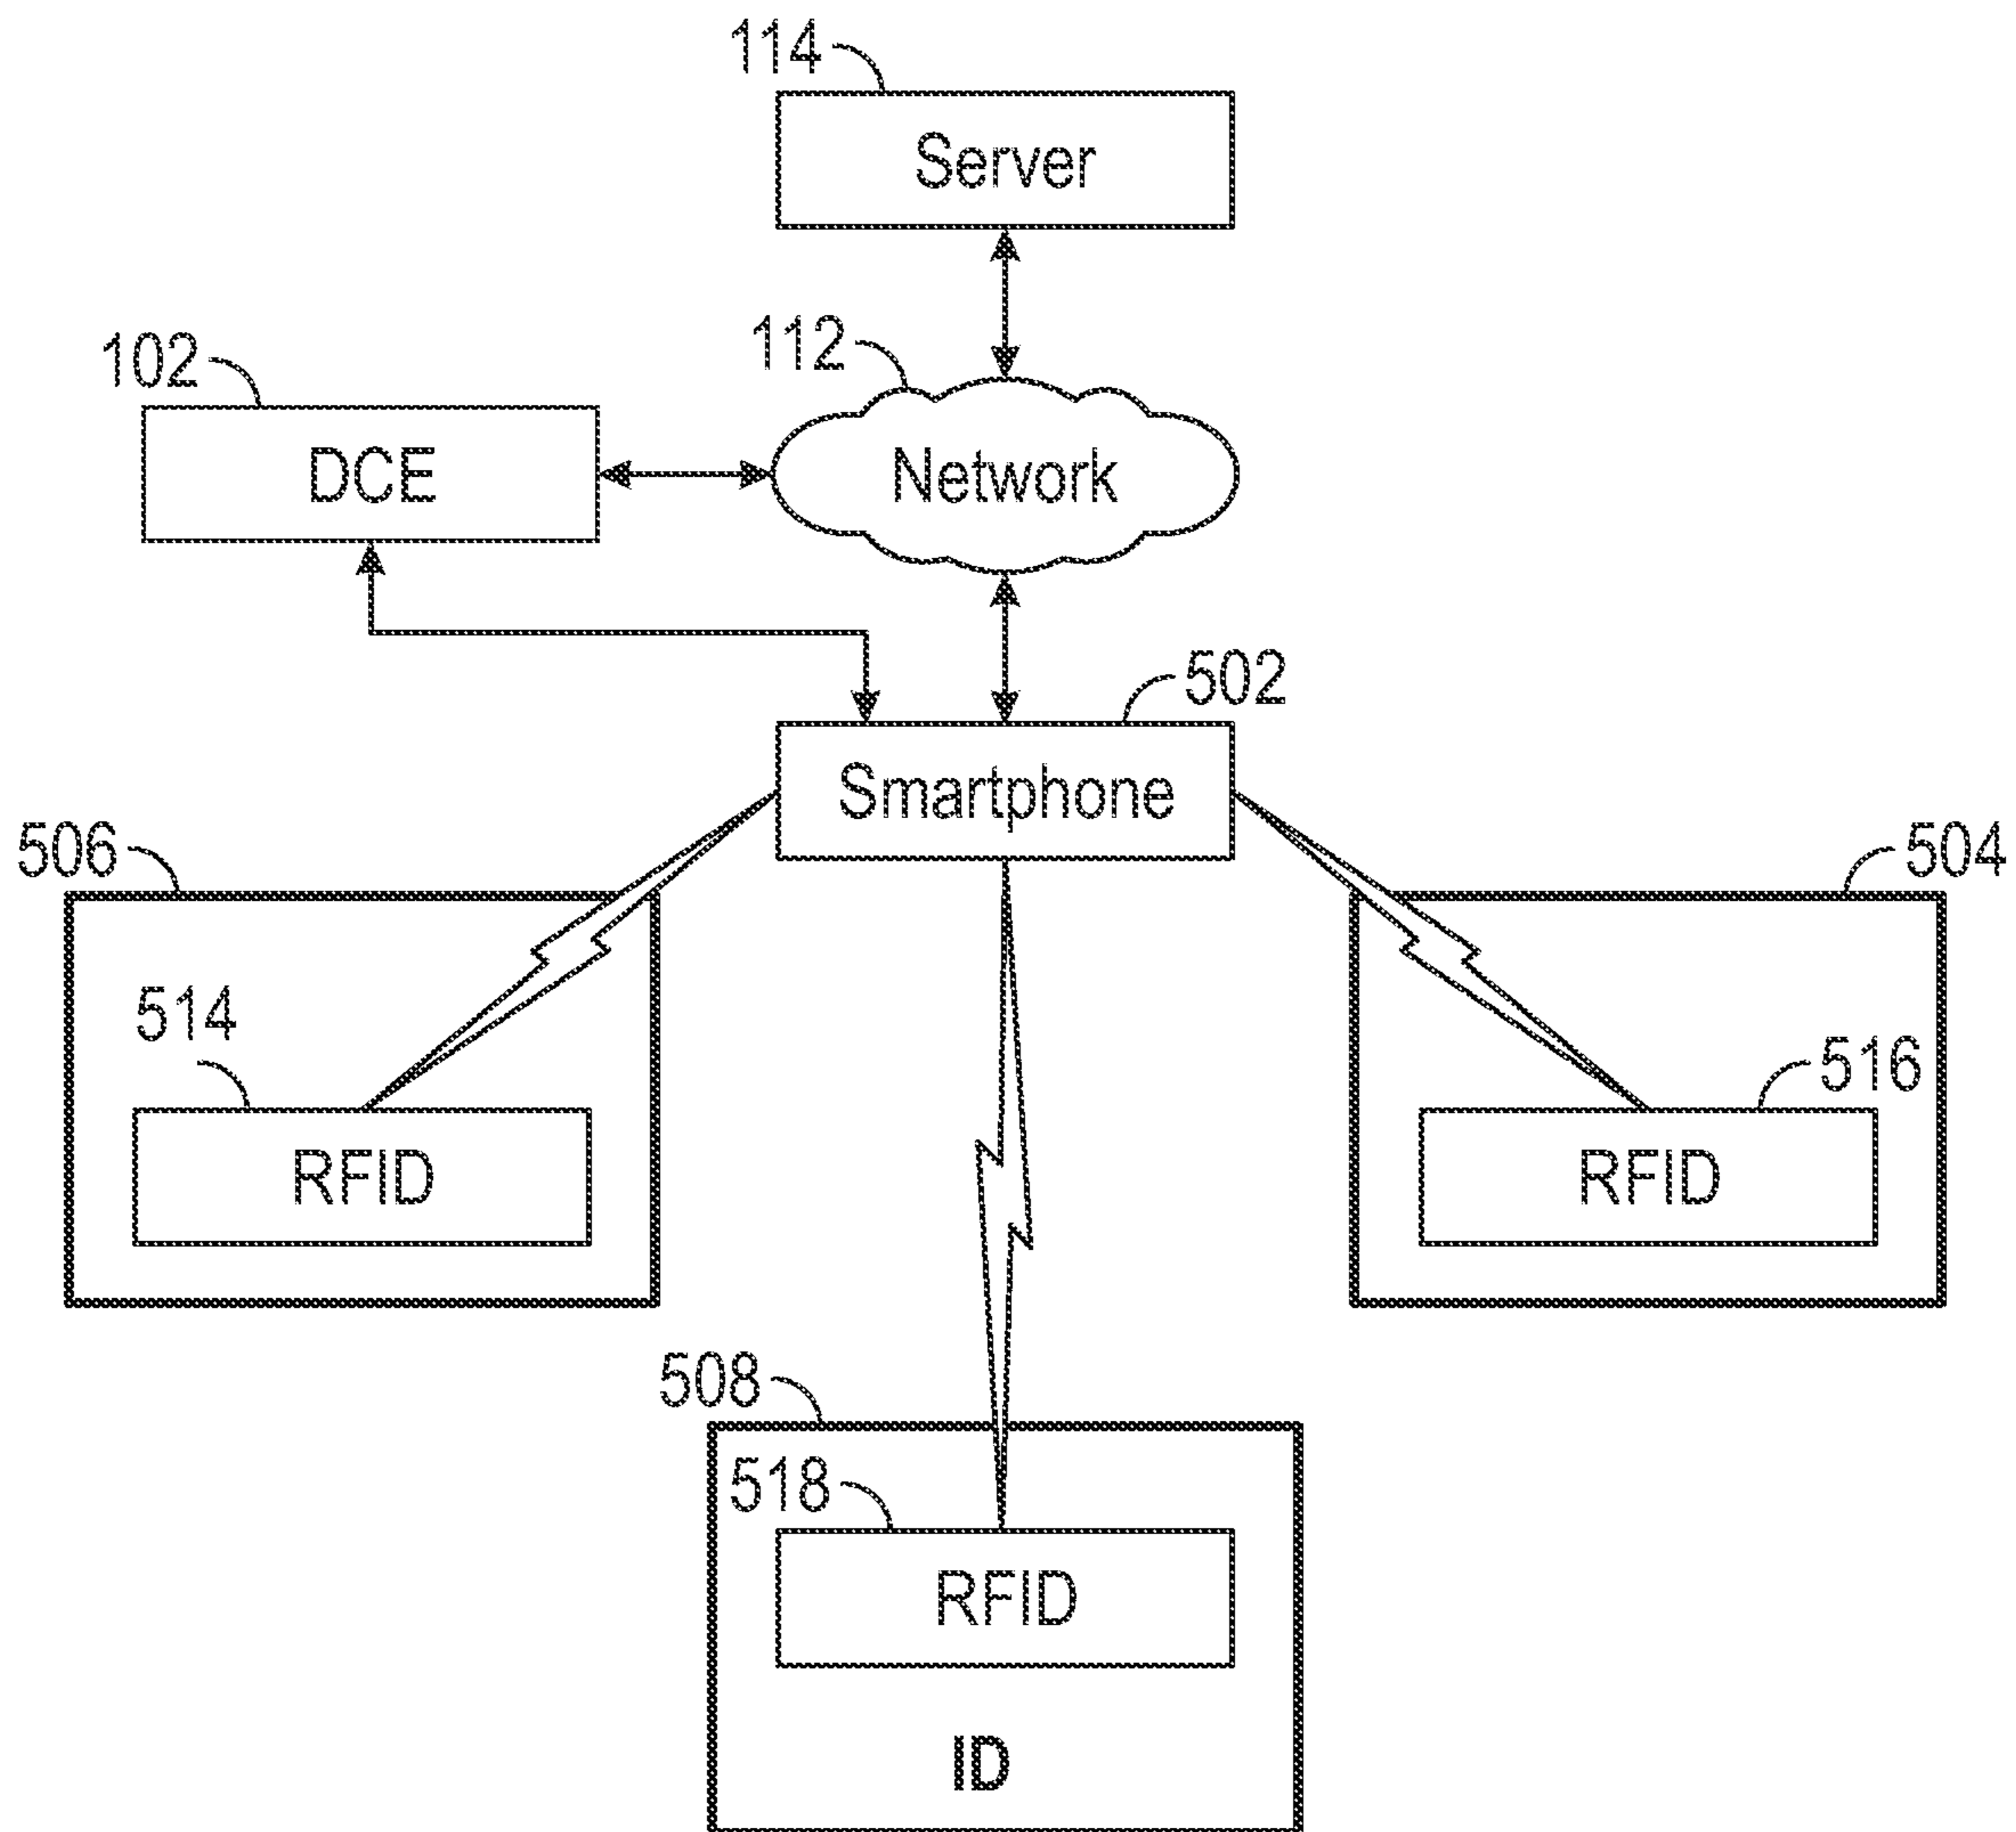 114
Server
112
102
DCE
Network
502
Smartphone
506
504
514
516
RFID
RFID
508
518
RFID
ID